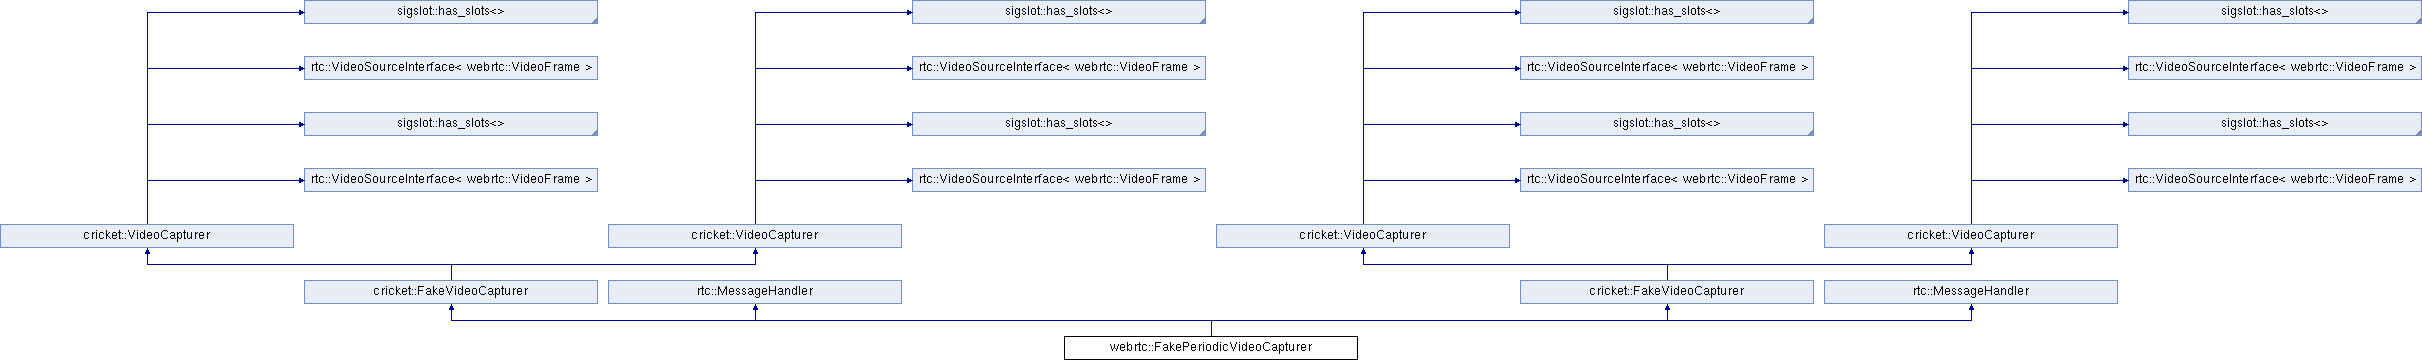 sigslot::has_slots<> sigslot::has_slots<> sigslot::has_slots<> sigslot::has_slots<>
rtc::VideoSourceInterface< webrtc::VideoFrame > rtc::VideoSourceInterface< webrtc::VideoFrame > rtc::VideoSourceInterface< webrtc::VideoFrame > rtc::VideoSourceInterface< webrtc::VideoFrame >
sigslot::has_slots<> sigslot::has_slots<> sigslot::has_slots<> sigslot::has_slots<>
rtc::VideoSourceInterface< webrtc::VideoFrame > rtc::VideoSourceInterface< webrtc::VideoFrame > rtc::VideoSourceInterface< webrtc::VideoFrame > rtc::VideoSourceInterface< webrtc::VideoFrame >
cricket::VideoCapturer cricket::VideoCapturer cricket::VideoCapturer cricket::VideoCapturer
cricket::FakeVideoCapturer rtc::MessageHandler cricket::FakeVideoCapturer rtc::MessageHandler
webrtc::FakePeriodicVideoCapturer